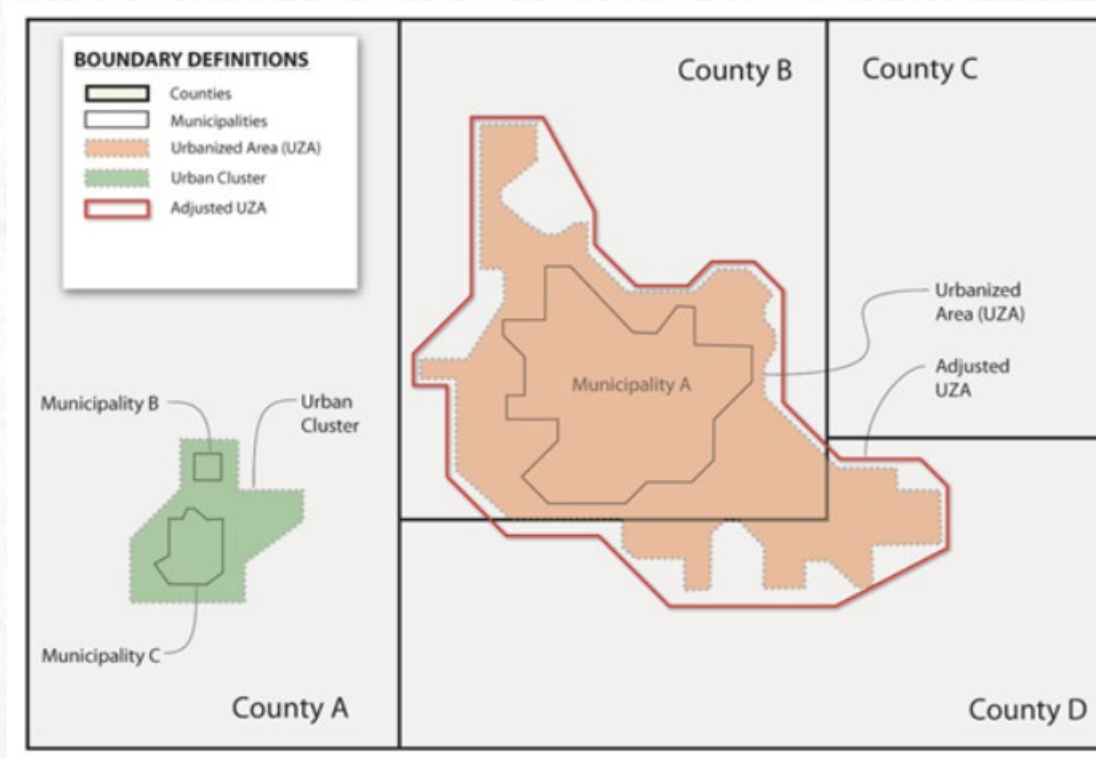 BOUNDARY DEFINITIONS
Counties
Municipalities
Urbanized Area (UZA)
Urban Cluster
Adjusted UZA
County B
County C
Urbanized
Area (UZA)
Adjusted
UZA
Municipality A
Municipality B
Urban
Cluster
Municipality C
County A
County D